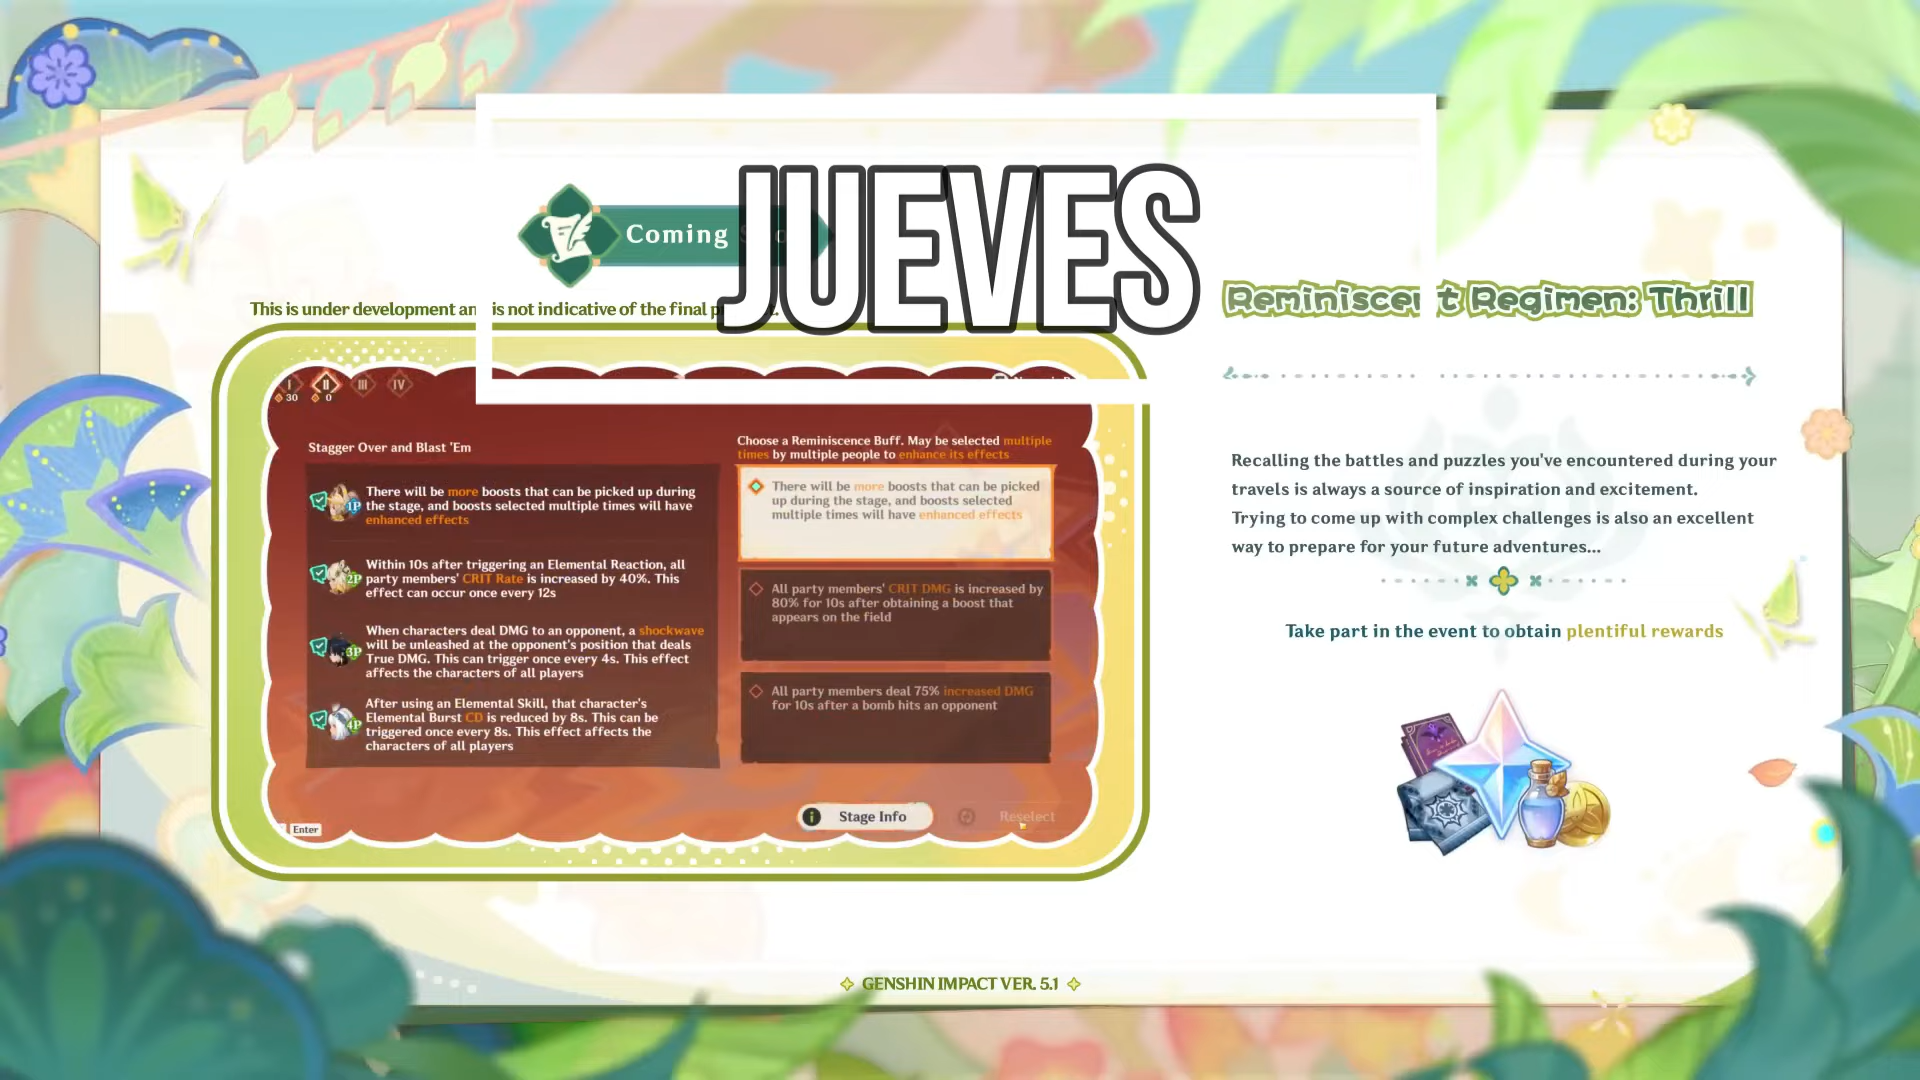 JUEVES
Coming
This is under development an is not indicative of the final
Reminiscent Regimen: Thrill
I II III IV
30 0
Stagger Over and Blast 'Em
There will be more boosts that can be picked up during
the stage, and boosts selected multiple times will have
enhanced effects
1P
Within 10s after triggering an Elemental Reaction, all
party members' CRIT Rate is increased by 40%. This
effect can occur once every 12s
2P
When characters deal DMG to an opponent, a shockwave
will be unleashed at the opponent's position that deals
True DMG. This can trigger once every 4s. This effect
affects the characters of all players
3P
After using an Elemental Skill, that character's
Elemental Burst CD is reduced by 8s. This can be
triggered once every 8s. This effect affects the
characters of all players
4P
Choose a Reminiscence Buff. May be selected multiple
times by multiple people to enhance its effects
There will be more boosts that can be picked
up during the stage, and boosts selected
multiple times will have enhanced effects
All party members' CRIT DMG is increased by
80% for 10s after obtaining a boost that
appears on the field
All party members deal 75% increased DMG
for 10s after a bomb hits an opponent
Enter
Stage Info
Reselect
Recalling the battles and puzzles you've encountered during your
travels is always a source of inspiration and excitement.
Trying to come up with complex challenges is also an excellent
way to prepare for your future adventures...
Take part in the event to obtain plentiful rewards
GENSHIN IMPACT VER. 5.1